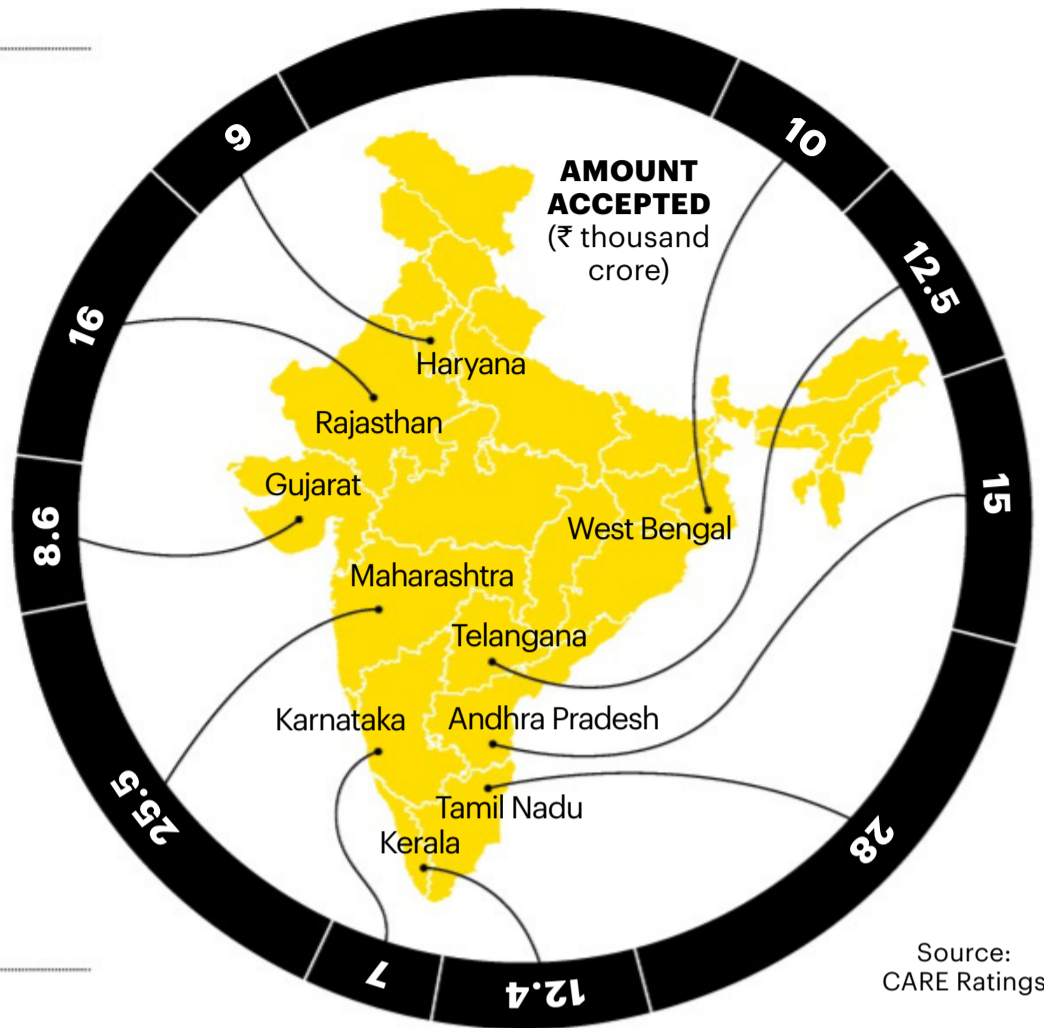 AMOUNT
ACCEPTED
(₹ thousand
crore)
9
10
12.5
16
15
8.6
25.5
28
7
12.4
Haryana
Rajasthan
Gujarat
West Bengal
Maharashtra
Telangana
Karnataka
Andhra Pradesh
Tamil Nadu
Kerala
Source:
CARE Ratings